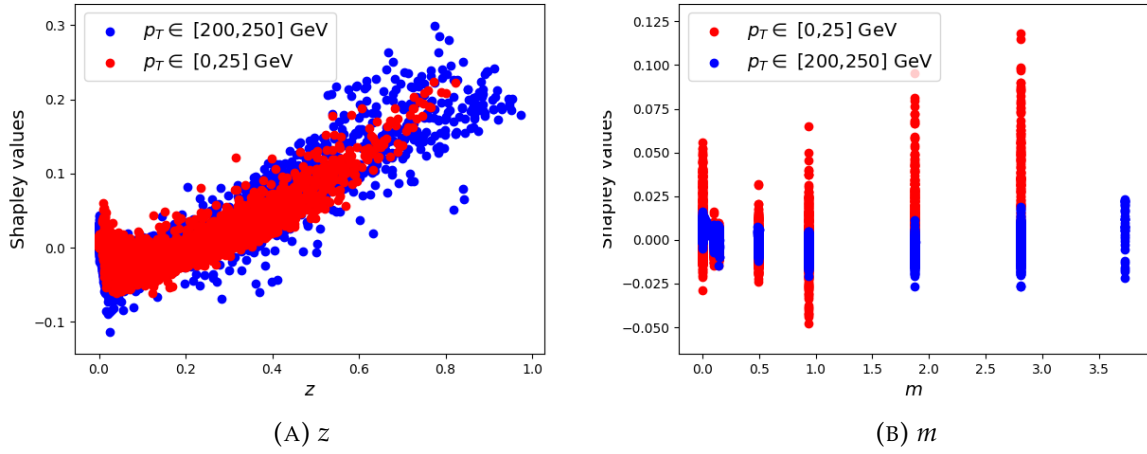 Shapley values
0.3
0.2
0.1
0.0
−0.1
p_T ∈ [200,250] GeV
p_T ∈ [0,25] GeV
0.0 0.2 0.4 0.6 0.8 1.0
z
(A) z
Shapley values
0.125
0.100
0.075
0.050
0.025
0.000
−0.025
−0.050
p_T ∈ [0,25] GeV
p_T ∈ [200,250] GeV
0.0 0.5 1.0 1.5 2.0 2.5 3.0 3.5
m
(B) m